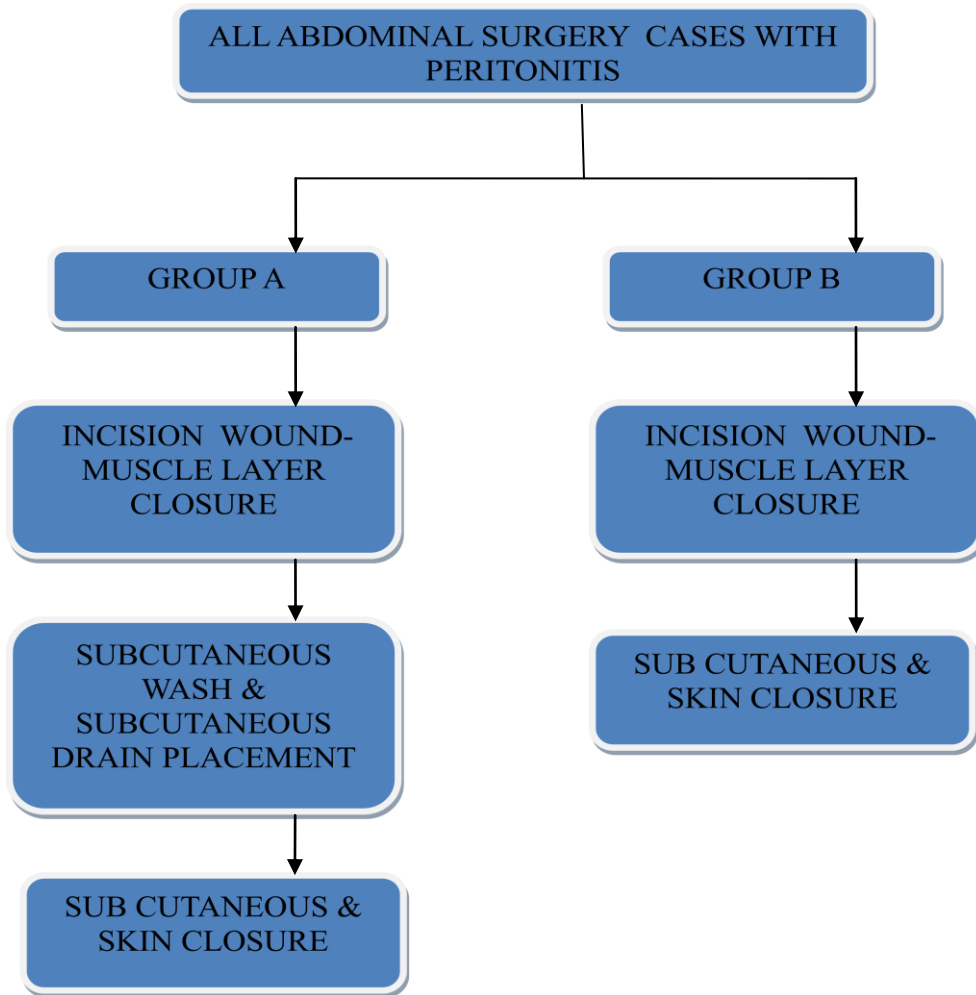 ALL ABDOMINAL SURGERY CASES WITH
PERITONITIS
GROUP A
GROUP B
INCISION WOUND-
MUSCLE LAYER
CLOSURE
INCISION WOUND-
MUSCLE LAYER
CLOSURE
SUBCUTANEOUS
WASH &
SUBCUTANEOUS
DRAIN PLACEMENT
SUB CUTANEOUS &
SKIN CLOSURE
SUB CUTANEOUS &
SKIN CLOSURE